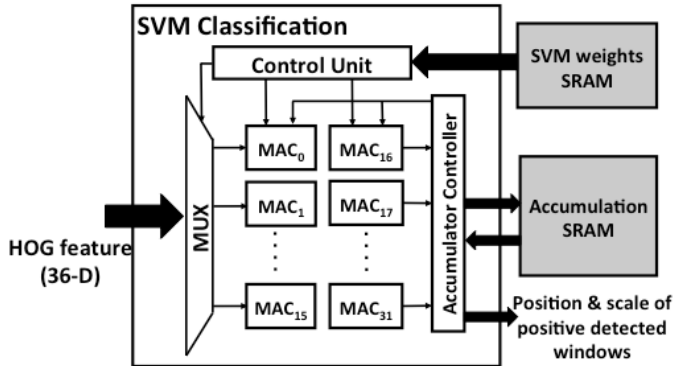 SVM Classification
Control Unit
SVM weights
SRAM
MUX
MAC0
MAC16
MAC1
MAC17
MAC15
MAC31
Accumulator Controller
HOG feature
(36-D)
Accumulation
SRAM
Position & scale of
positive detected
windows